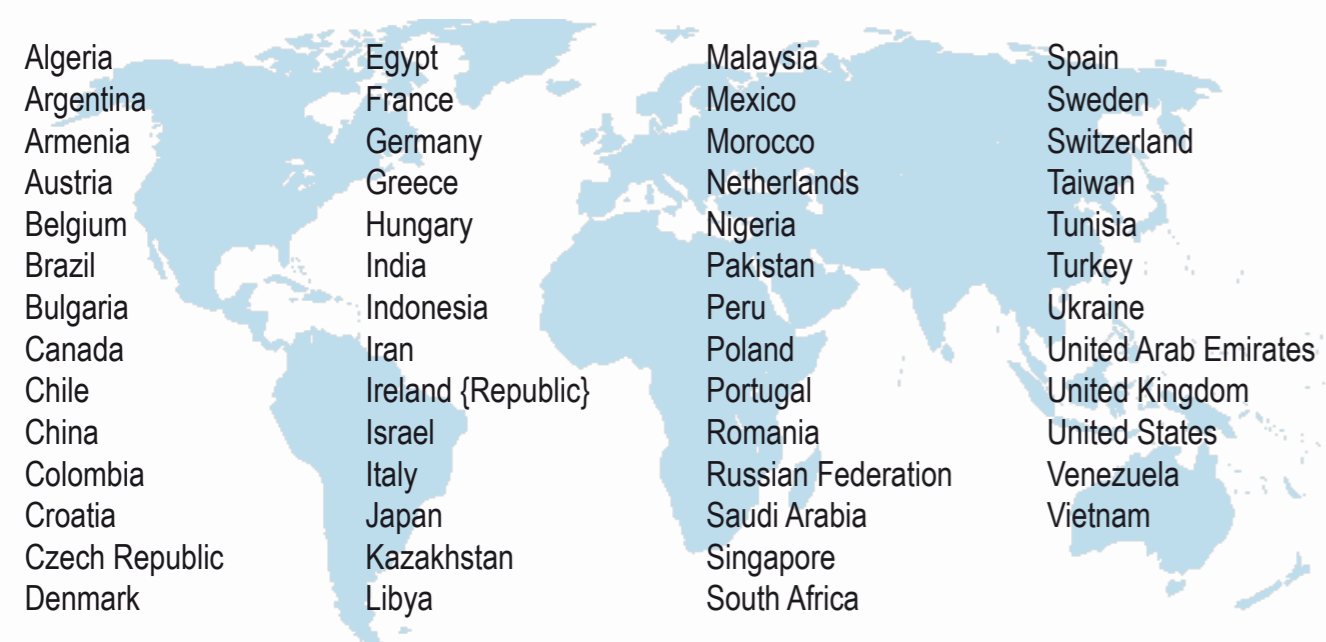 Algeria
Argentina
Armenia
Austria
Belgium
Brazil
Bulgaria
Canada
Chile
China
Colombia
Croatia
Czech Republic
Denmark
Egypt
France
Germany
Greece
Hungary
India
Indonesia
Iran
Ireland {Republic}
Israel
Italy
Japan
Kazakhstan
Libya
Malaysia
Mexico
Morocco
Netherlands
Nigeria
Pakistan
Peru
Poland
Portugal
Romania
Russian Federation
Saudi Arabia
Singapore
South Africa
Spain
Sweden
Switzerland
Taiwan
Tunisia
Turkey
Ukraine
United Arab Emirates
United Kingdom
United States
Venezuela
Vietnam